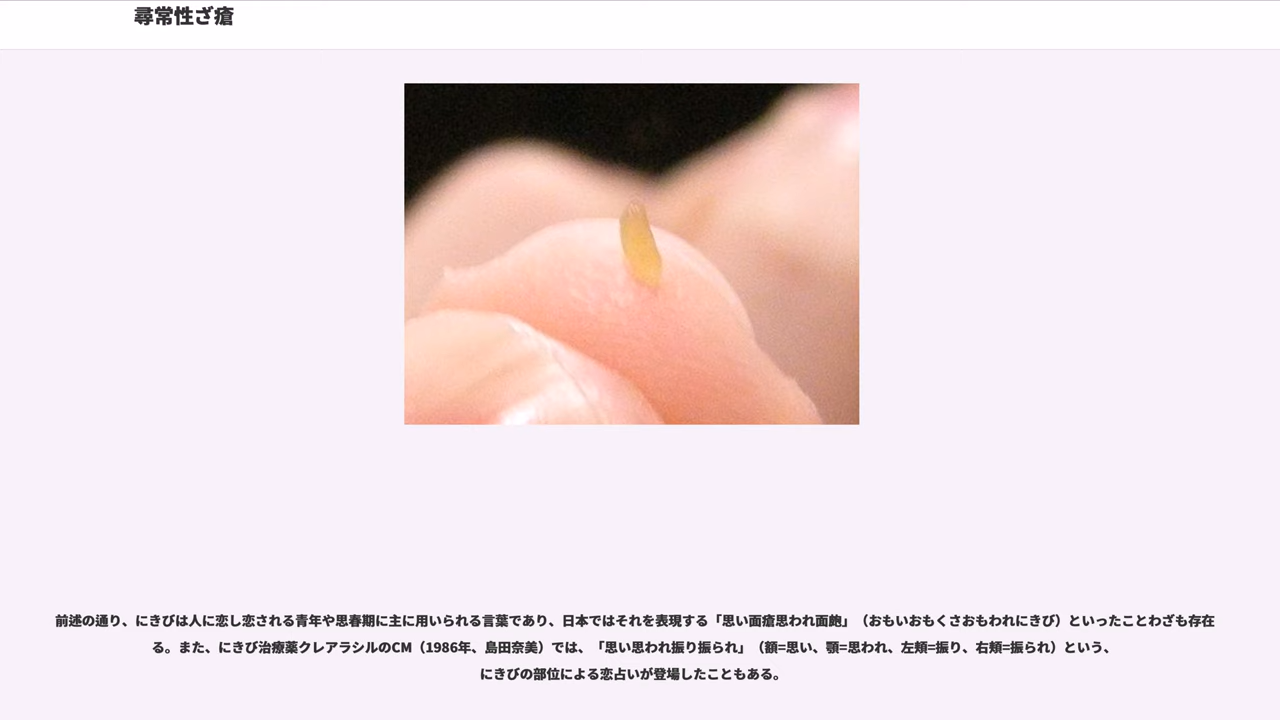 尋常性ざ瘡
前述の通り、にきびは人に恋し恋される青年や思春期に主に用いられる言葉であり、日本ではそれを表現する「思い面瘡思われ面皰」（おもいおもくさおもわれにきび）といったことわざも存在
る。また、にきび治療薬クレアラシルのCM（1986年、島田奈美）では、「思い思われ振り振られ」（額=思い、顎=思われ、左頬=振り、右頬=振られ）という、
にきびの部位による恋占いが登場したこともある。